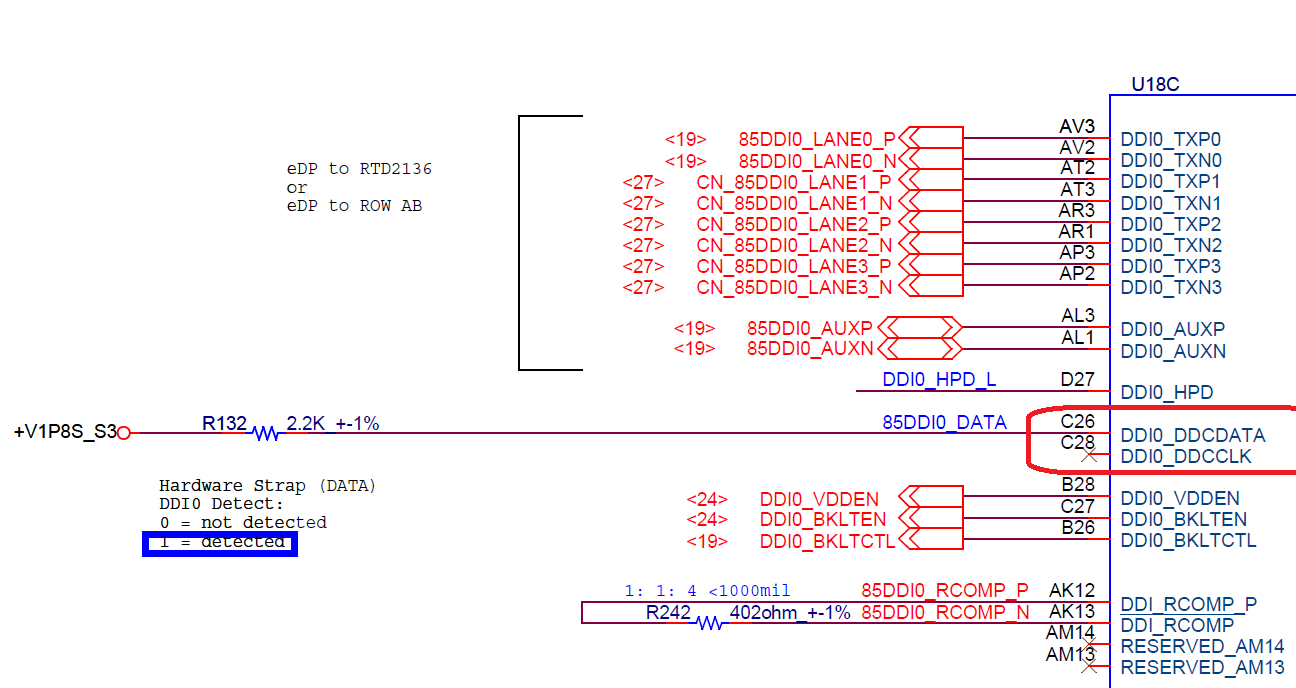 U18C
eDP to RTD2136
or
eDP to ROW AB
<19> 85DDI0_LANE0_P AV3 DDI0_TXP0
<19> 85DDI0_LANE0_N AV2 DDI0_TXN0
<27> CN_85DDI0_LANE1_P AT2 DDI0_TXP1
<27> CN_85DDI0_LANE1_N AT3 DDI0_TXN1
<27> CN_85DDI0_LANE2_P AR3 DDI0_TXP2
<27> CN_85DDI0_LANE2_N AR1 DDI0_TXN2
<27> CN_85DDI0_LANE3_P AP3 DDI0_TXP3
<27> CN_85DDI0_LANE3_N AP2 DDI0_TXN3
<19> 85DDI0_AUXP AL3 DDI0_AUXP
<19> 85DDI0_AUXN AL1 DDI0_AUXN
DDI0_HPD_L D27 DDI0_HPD
+V1P8S_S3 R132 2.2K_+-1% 85DDI0_DATA C26 DDI0_DDCDATA
C28 DDI0_DDCCLK
Hardware Strap (DATA)
DDI0 Detect:
0 = not detected
1 = detected
<24> DDI0_VDDEN B28 DDI0_VDDEN
<24> DDI0_BKLTEN C27 DDI0_BKLTEN
<19> DDI0_BKLTCTL B26 DDI0_BKLTCTL
1: 1: 4 <1000mil 85DDI0_RCOMP_P AK12 DDI_RCOMP_P
R242 402ohm_+-1% 85DDI0_RCOMP_N AK13 DDI_RCOMP
AM14 RESERVED_AM14
AM13 RESERVED_AM13